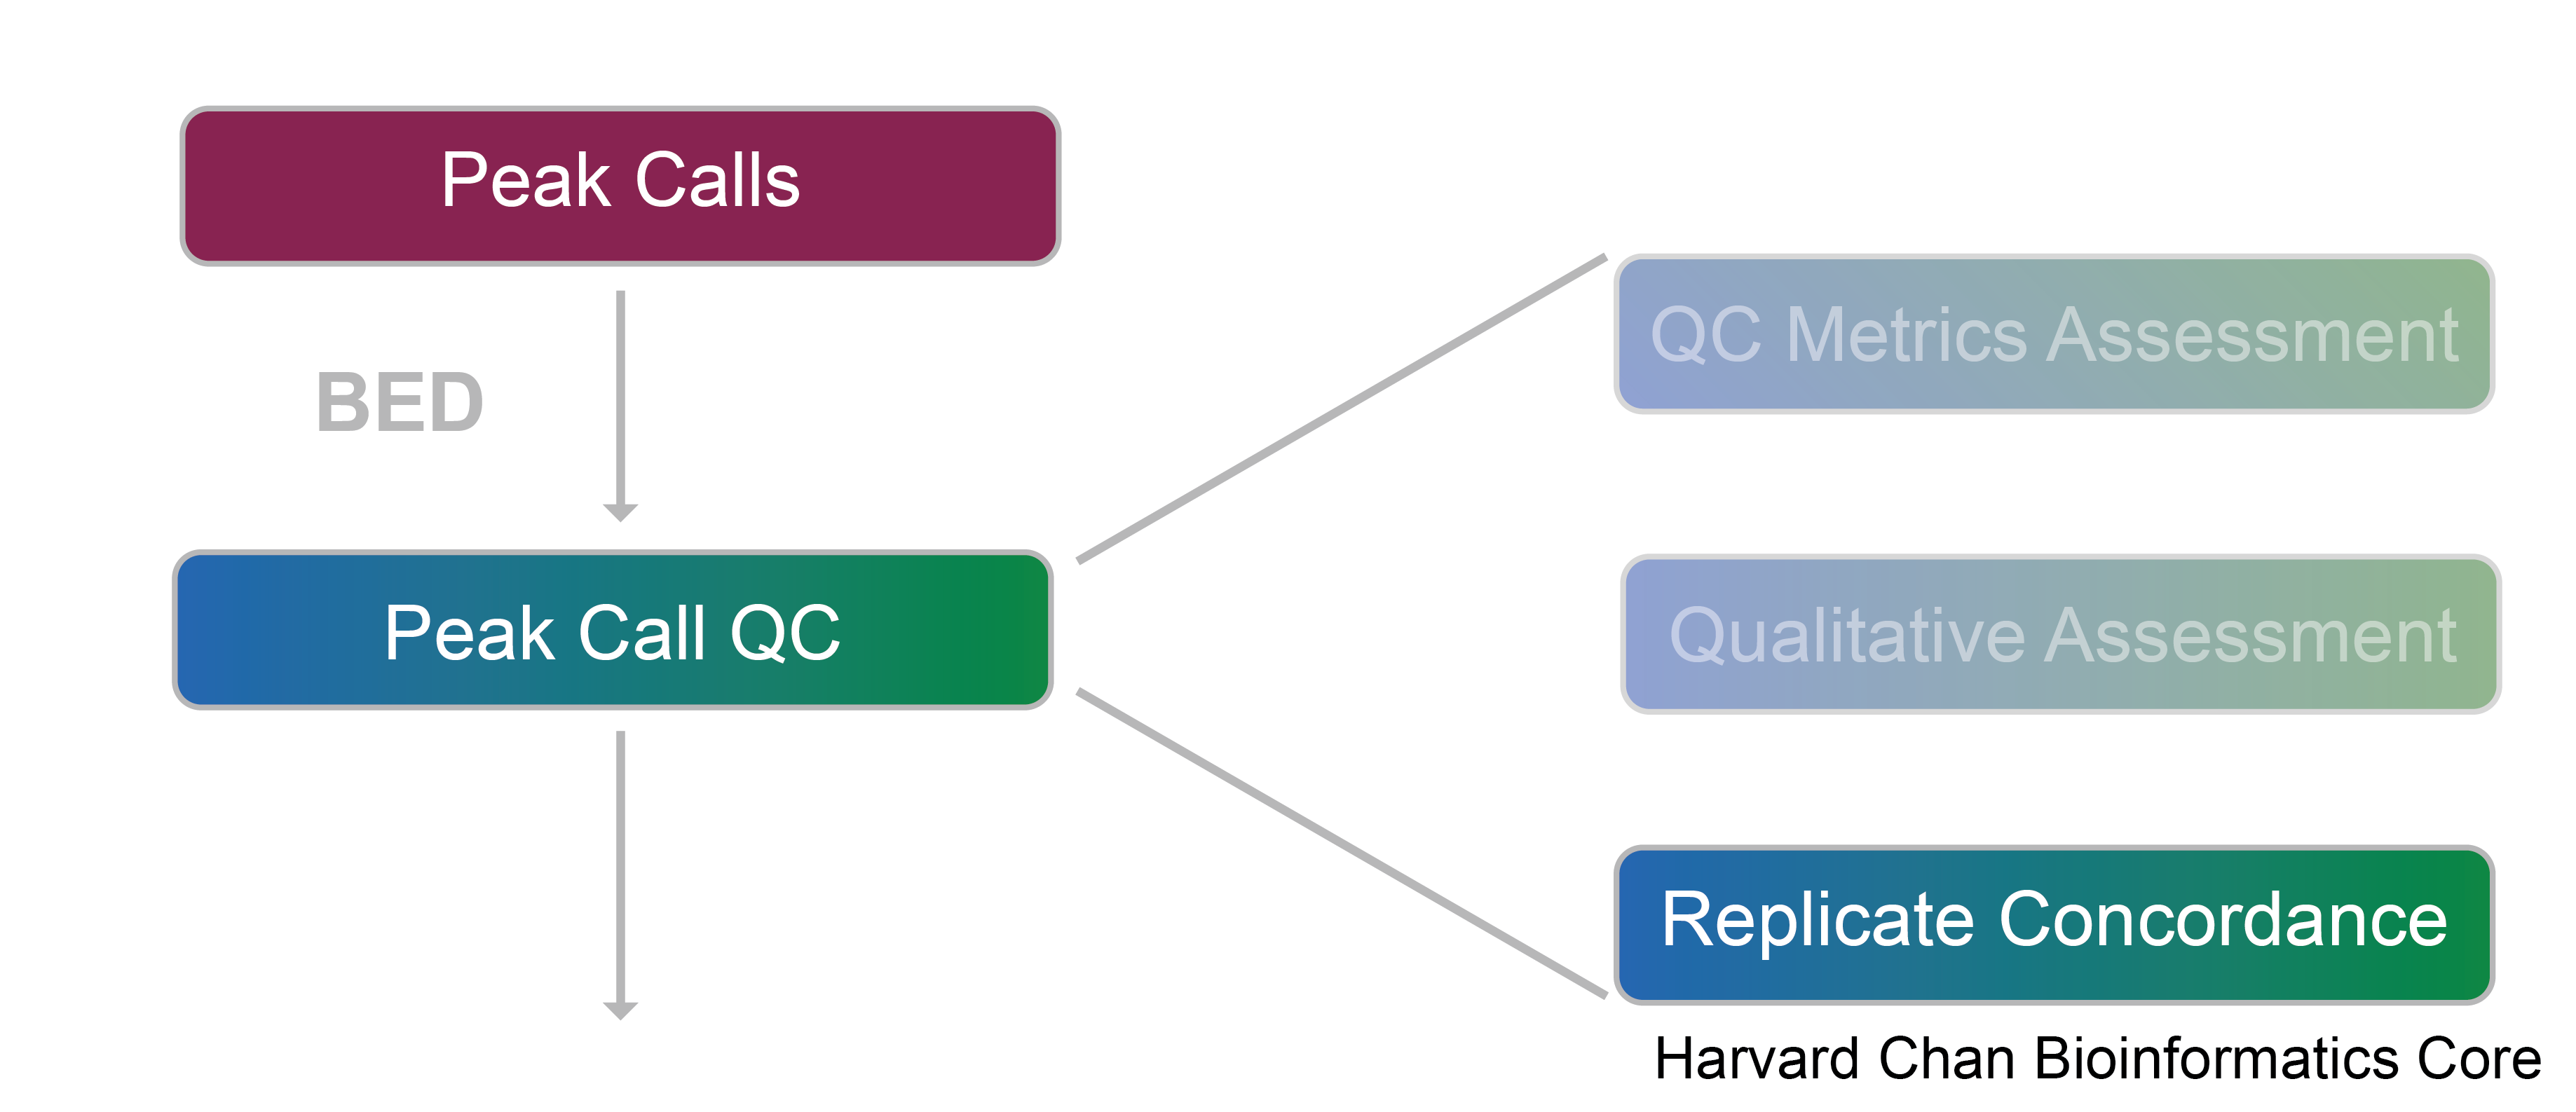 Peak Calls
BED
Peak Call QC
QC Metrics Assessment
Qualitative Assessment
Replicate Concordance
Harvard Chan Bioinformatics Core